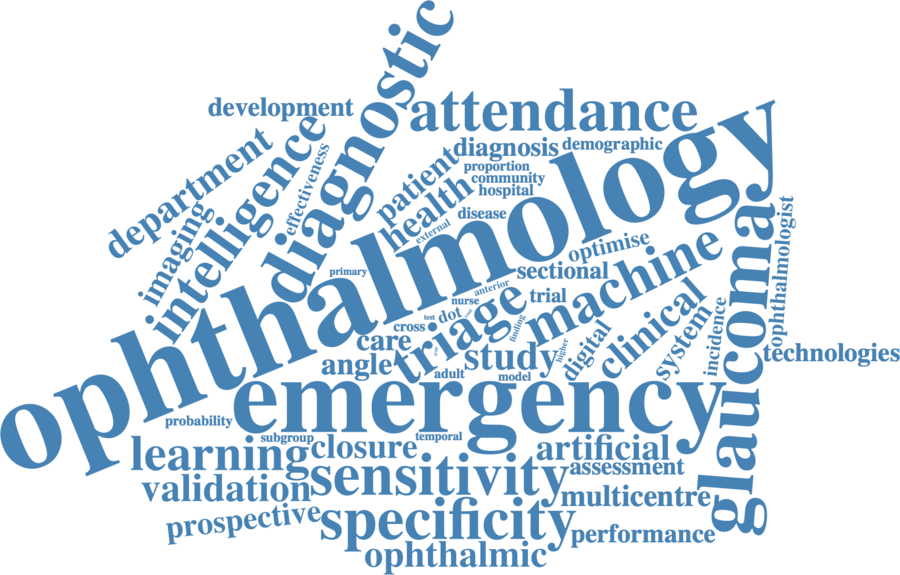 diagnostic
development
attendance
department
intelligence
effectiveness
patient
diagnosis
demographic
proportion
community
hospital
health
disease
external
imaging
ophthalmology
ophthalmologist
optimise
sectional
machine
primary
anterior
nurse
trial
triage
dot
test
cross
finding
care
study
higher
digital
clinical
system
incidence
glaucoma
technologies
angle
adult
model
emergency
probability
subgroup
temporal
learning
closure
artificial
sensitivity
assessment
validation
multicentre
prospective
specificity
performance
ophthalmic